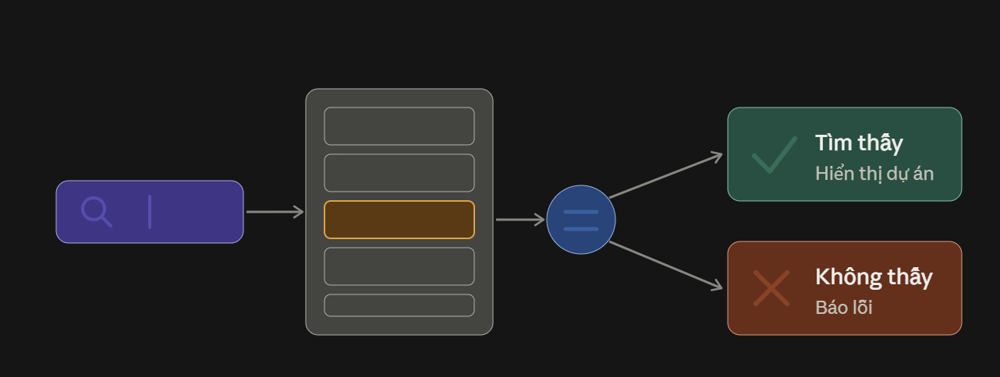 Tìm thấy
Hiển thị dự án
Không thấy
Báo lỗi